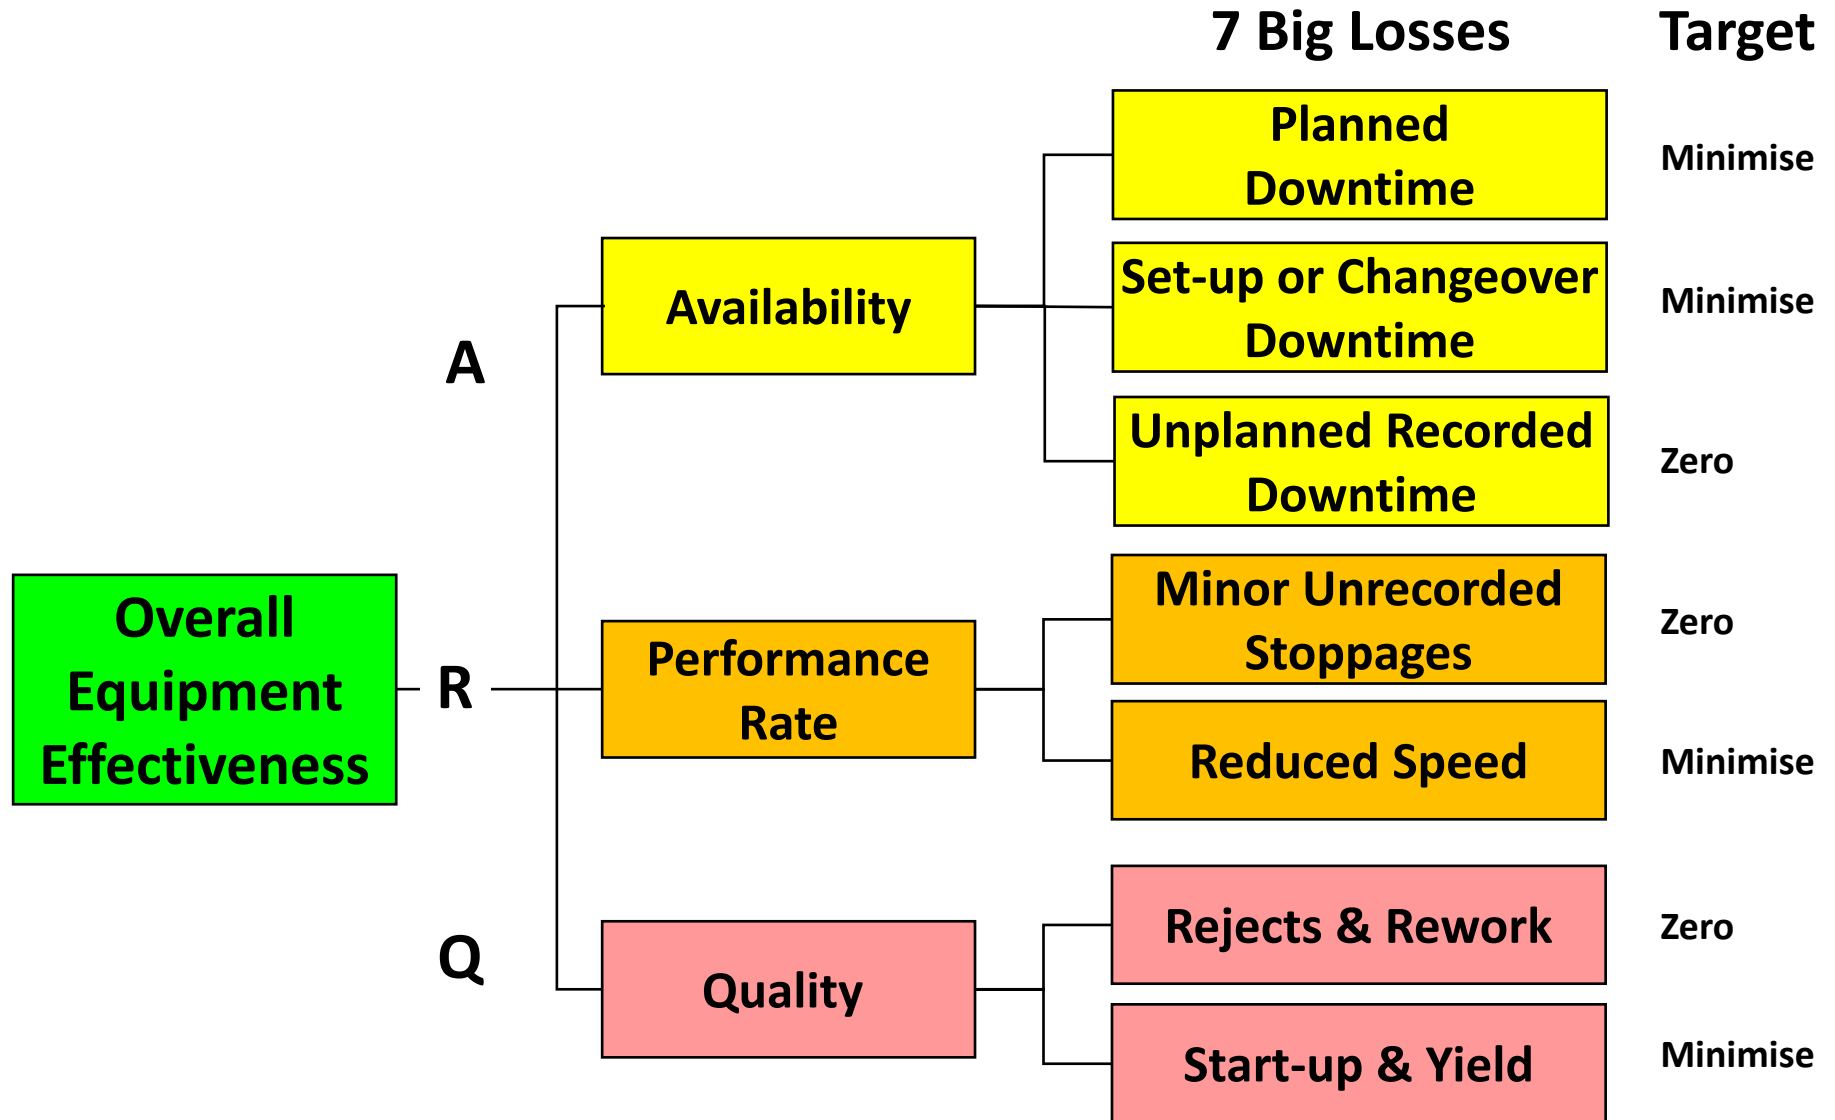 7 Big Losses Target
Planned
Downtime
Minimise
Set-up or Changeover
Downtime
Minimise
Availability
A
Unplanned Recorded
Downtime
Zero
Overall
Equipment
Effectiveness
R
Performance
Rate
Minor Unrecorded
Stoppages
Zero
Reduced Speed
Minimise
Q
Quality
Rejects & Rework
Zero
Start-up & Yield
Minimise